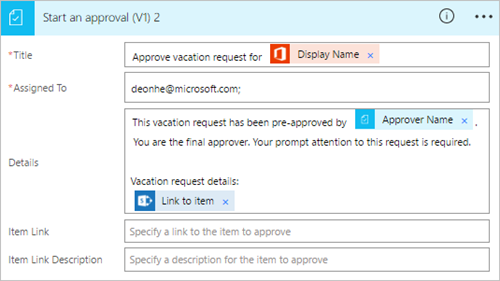 Start an approval (V1) 2
*Title
Approve vacation request for Display Name ×
*Assigned To
deonhe@microsoft.com;
Details
This vacation request has been pre-approved by Approver Name × .
You are the final approver. Your prompt attention to this request is required.
Vacation request details:
Link to item ×
Item Link
Specify a link to the item to approve
Item Link Description
Specify a description for the item to approve